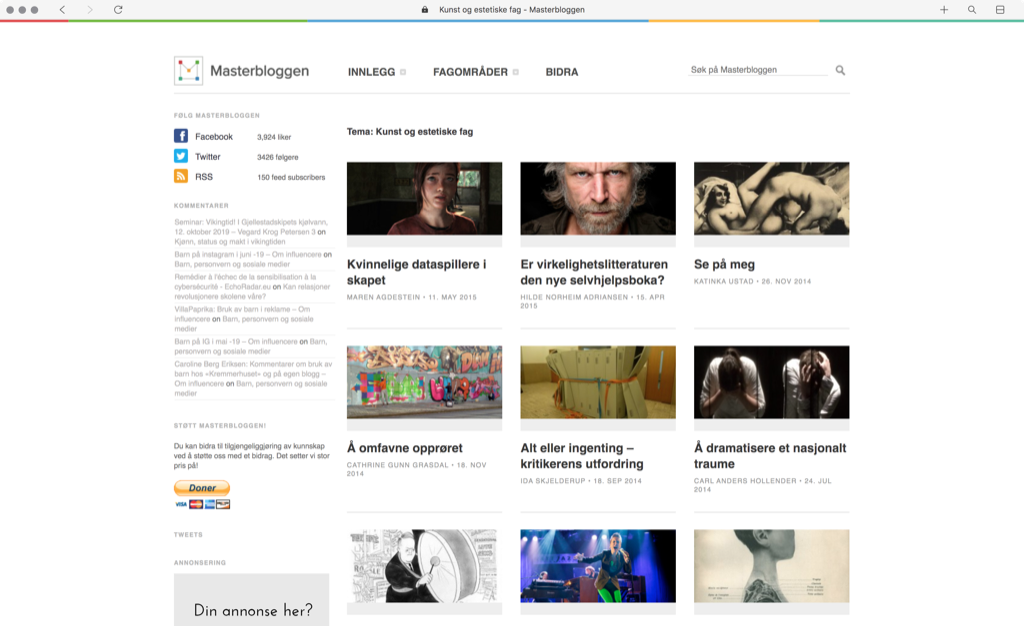 Kunst og estetiske fag – Masterbloggen
Masterbloggen
INNLEGG
FAGOMRÅDER
BIDRA
Søk på Masterbloggen
FØLG MASTERBLOGGEN
Facebook 3,924 liker
Twitter 3426 følgere
RSS 150 feed subscribers
KOMMENTARER
Seminar: Vikingtid! I Gjellestadskipets kjølvann,
12. oktober 2019 – Vegard Krog Petersen 3 on
Kjønn, status og makt i vikingtiden
Barn på instagram i juni -19 – Om influencere on
Barn, personvern og sosiale medier
Remédier à l'échec de la sensibilisation à la
cybersécurité - EchoRadar.eu on Kan relasjoner
revolusjonere skolene våre?
VillaPaprika: Bruk av barn i reklame – Om
influencere on Barn, personvern og sosiale
medier
Barn på IG i mai -19 – Om influencere on Barn,
personvern og sosiale medier
Caroline Berg Eriksen: Kommentarer om bruk av
barn hos «Kremmerhuset» og på egen blogg –
Om influencere on Barn, personvern og sosiale
medier
STØTT MASTERBLOGGEN!
Du kan bidra til tilgjengeliggjøring av kunnskap
ved å støtte oss med et bidrag. Det setter vi stor
pris på!
Doner
VISA
TWEETS
ANNONSERING
Din annonse her?
Tema: Kunst og estetiske fag
Kvinnelige dataspillere i
skapet
MAREN AGDESTEIN • 11. MAY 2015
Er virkelighetslitteraturen
den nye selvhjelpsboka?
HILDE NORHEIM ADRIANSEN • 15. APR
2015
Se på meg
KATINKA USTAD • 26. NOV 2014
Å omfavne opprøret
CATHRINE GUNN GRASDAL • 18. NOV
2014
Alt eller ingenting –
kritikerens utfordring
IDA SKJELDERUP • 18. SEP 2014
Å dramatisere et nasjonalt
traume
CARL ANDERS HOLLENDER • 24. JUL
2014